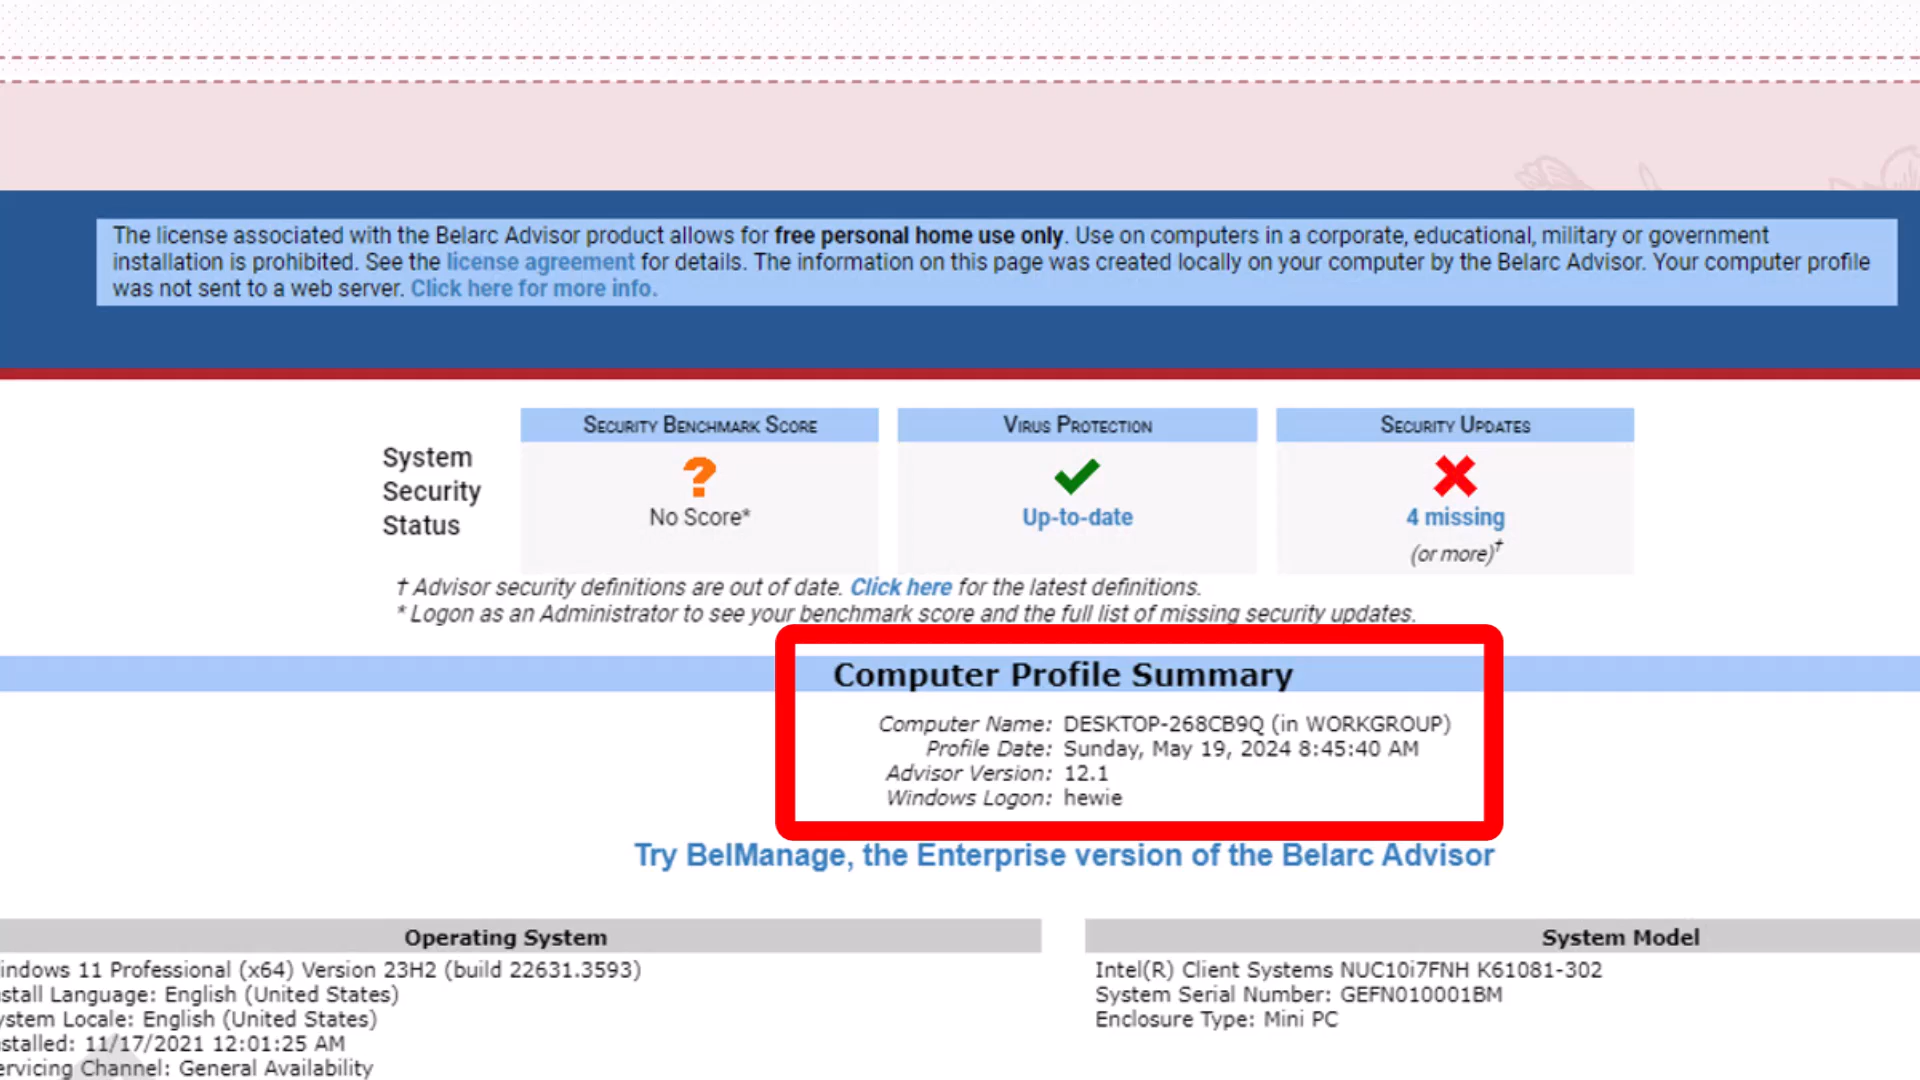 The license associated with the Belarc Advisor product allows for free personal home use only. Use on computers in a corporate, educational, military or government
installation is prohibited. See the license agreement for details. The information on this page was created locally on your computer by the Belarc Advisor. Your computer profile
was not sent to a web server. Click here for more info.
System
Security
Status
SECURITY BENCHMARK SCORE
?
No Score*
VIRUS PROTECTION
Up-to-date
SECURITY UPDATES
4 missing
(or more)†
† Advisor security definitions are out of date. Click here for the latest definitions.
* Logon as an Administrator to see your benchmark score and the full list of missing security updates.
Computer Profile Summary
Computer Name: DESKTOP-268CB9Q (in WORKGROUP)
Profile Date: Sunday, May 19, 2024 8:45:40 AM
Advisor Version: 12.1
Windows Logon: hewie
Try BelManage, the Enterprise version of the Belarc Advisor
Operating System
indows 11 Professional (x64) Version 23H2 (build 22631.3593)
stall Language: English (United States)
ystem Locale: English (United States)
stalled: 11/17/2021 12:01:25 AM
ervicing Channel: General Availability
System Model
Intel(R) Client Systems NUC10i7FNH K61081-302
System Serial Number: GEFN010001BM
Enclosure Type: Mini PC